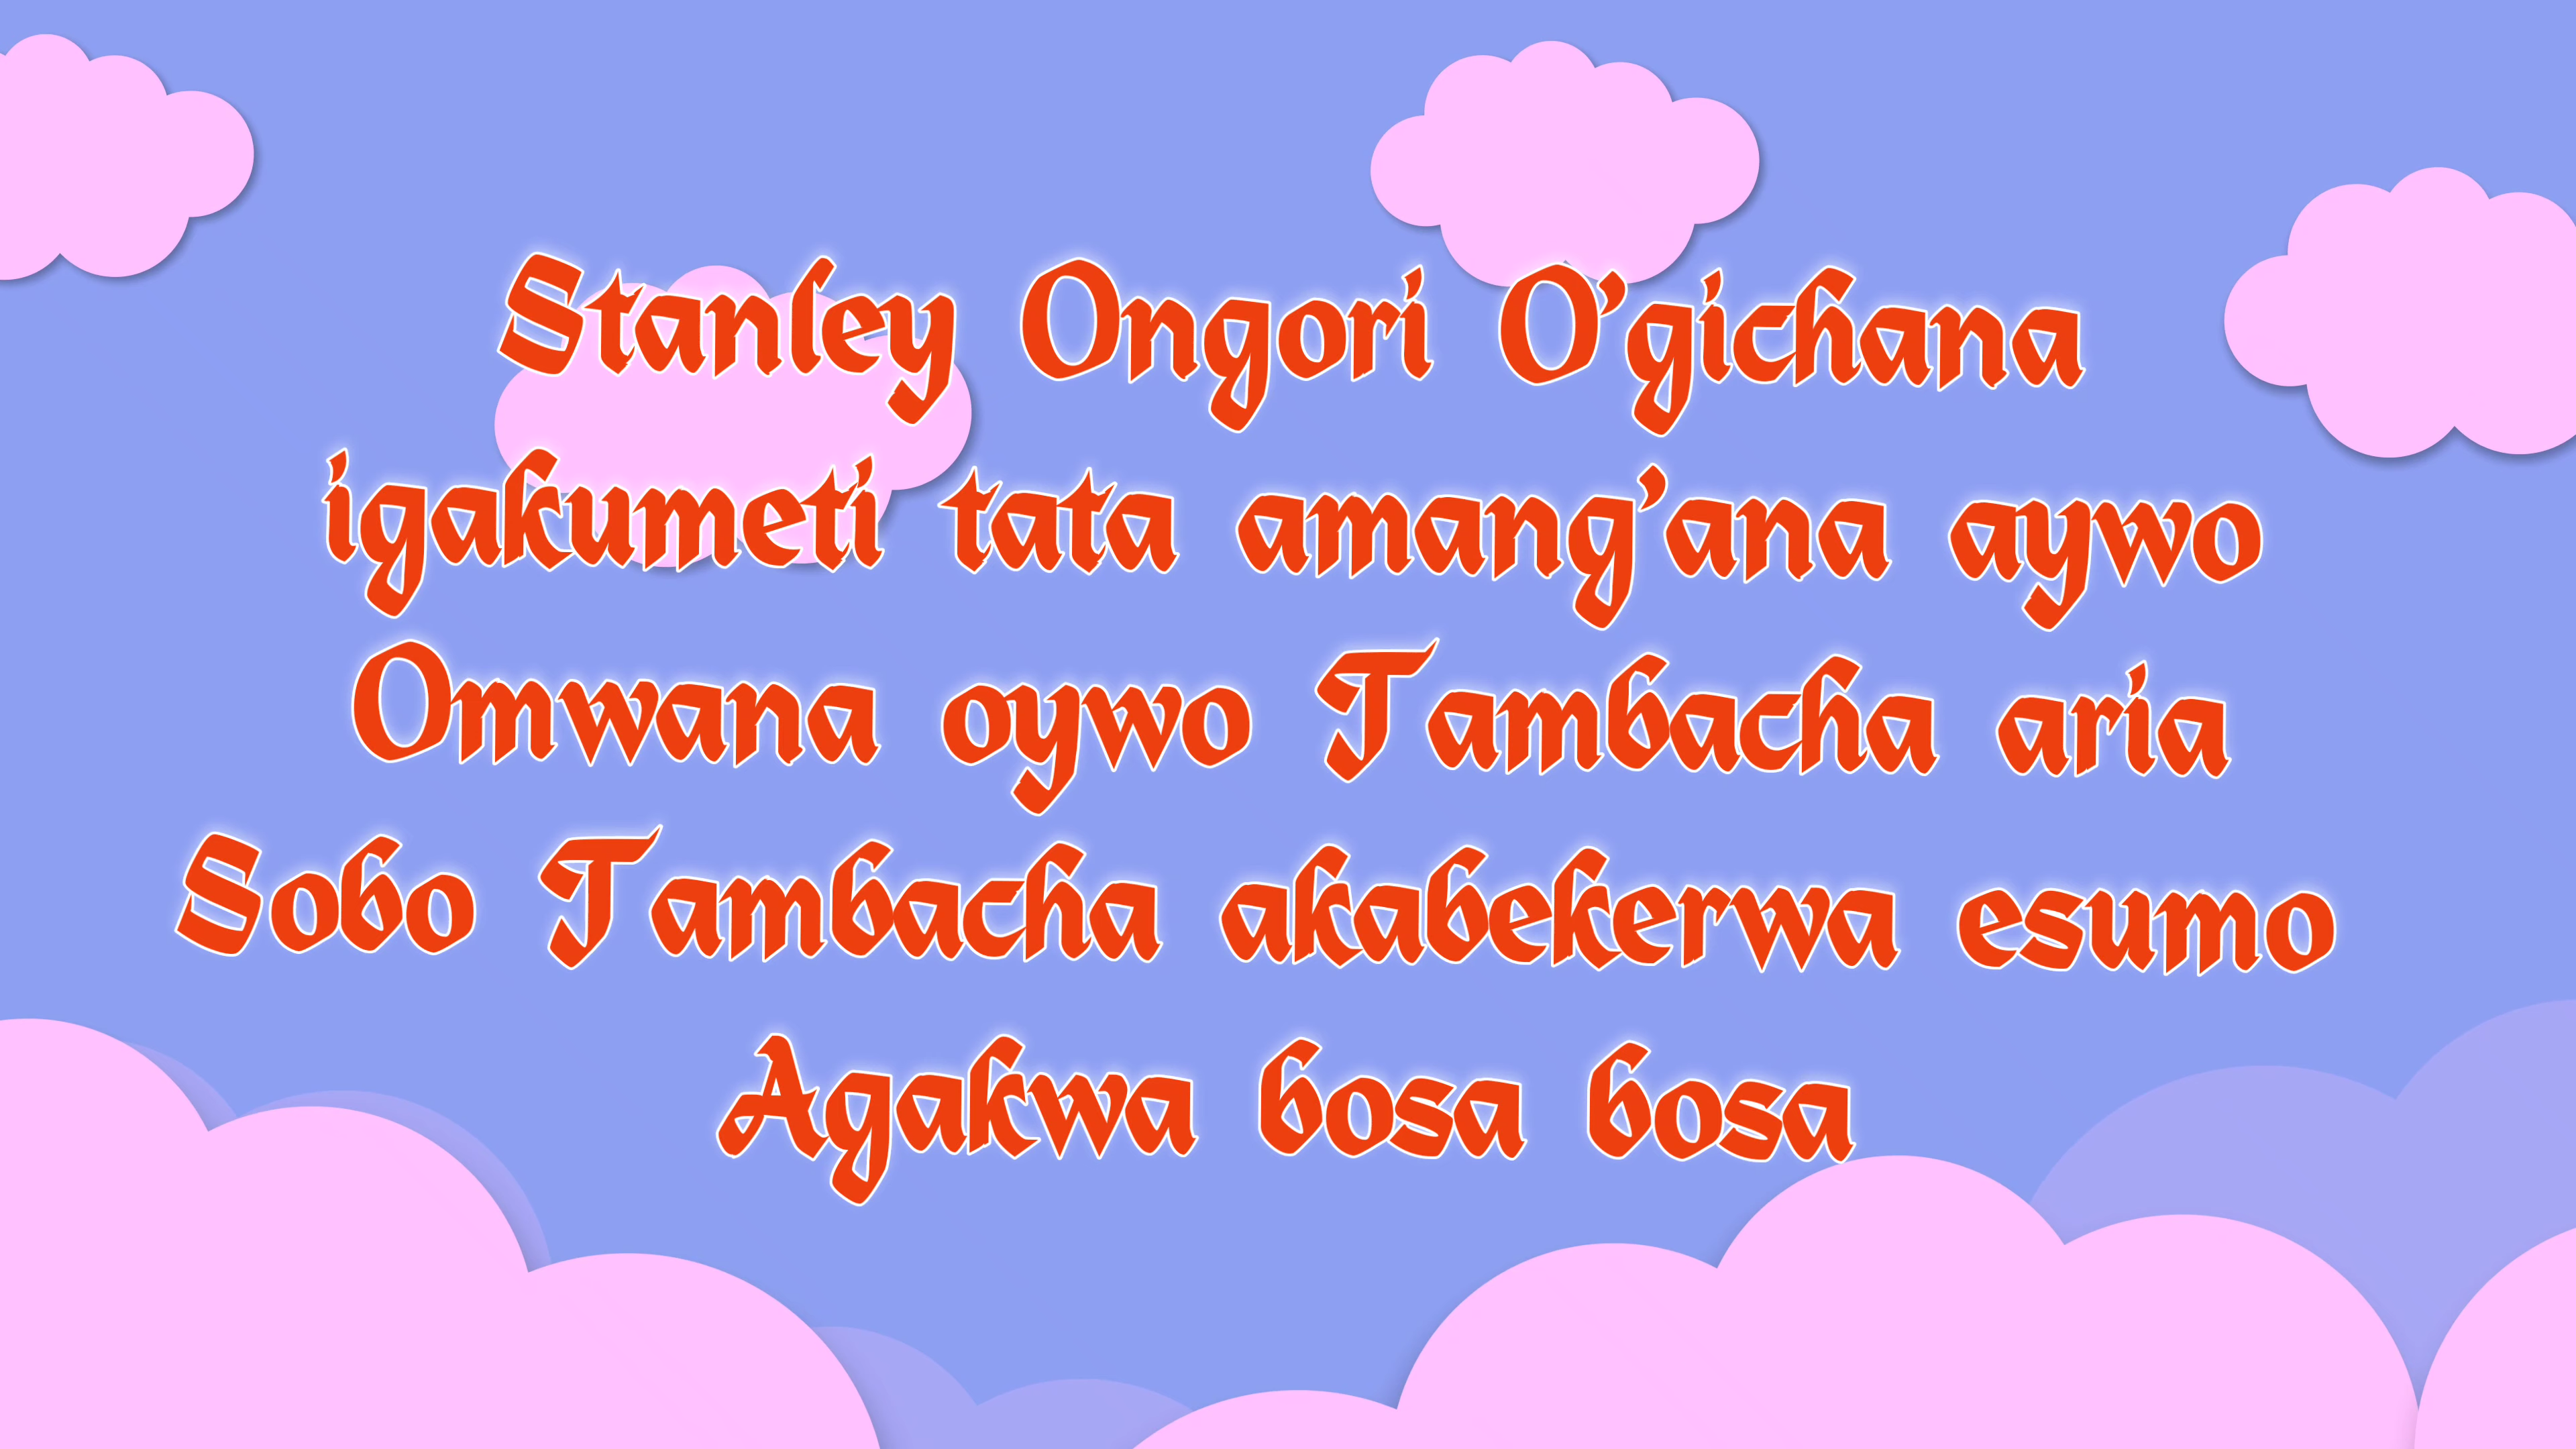 Stanley Ongori O’gichana
igakumeti tata amang’ana aywo
Omwana oywo Tambacha aria
Sobo Tambacha akabekerwa esumo
Agakwa bosa bosa